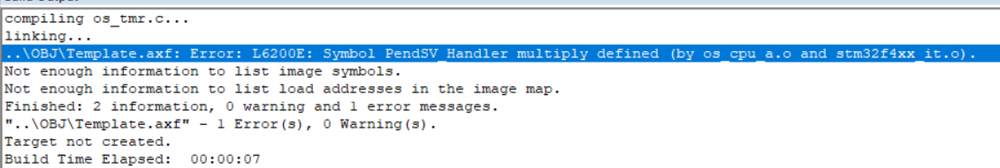 compiling os_tmr.c...
linking...
..\OBJ\Template.axf: Error: L6200E: Symbol PendSV_Handler multiply defined (by os_cpu_a.o and stm32f4xx_it.o).
Not enough information to list image symbols.
Not enough information to list load addresses in the image map.
Finished: 2 information, 0 warning and 1 error messages.
"..\OBJ\Template.axf" - 1 Error(s), 0 Warning(s).
Target not created.
Build Time Elapsed:  00:00:07